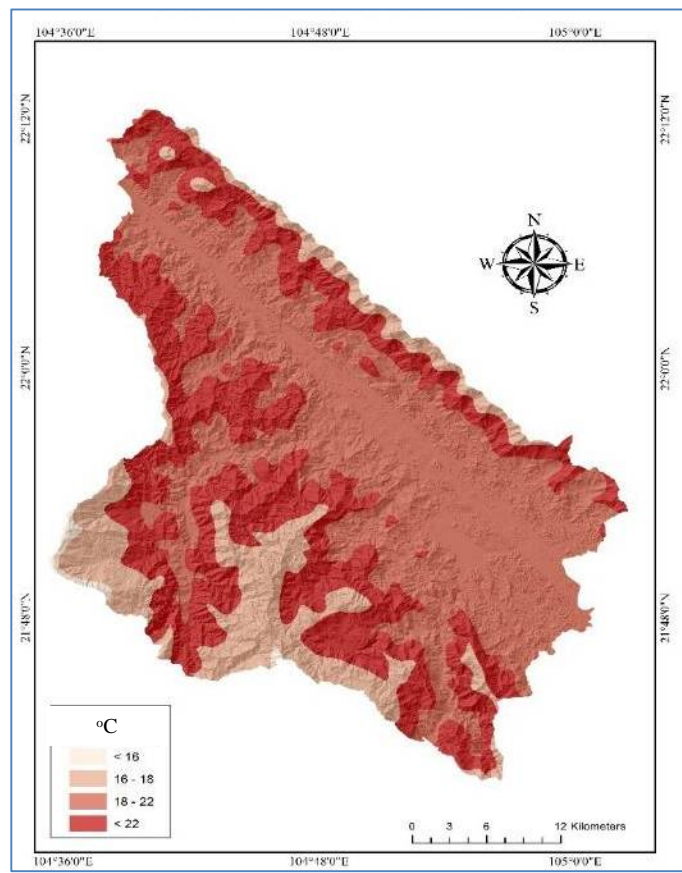 104°36'0"E 104°48'0"E 105°0'0"E
22°12'0"N 22°12'0"N
N
W E
S
22°0'0"N 22°0'0"N
21°48'0"N 21°48'0"N
°C
< 16
16 - 18
18 - 22
< 22
0 3 6 12 Kilometers
104°36'0"E 104°48'0"E 105°0'0"E